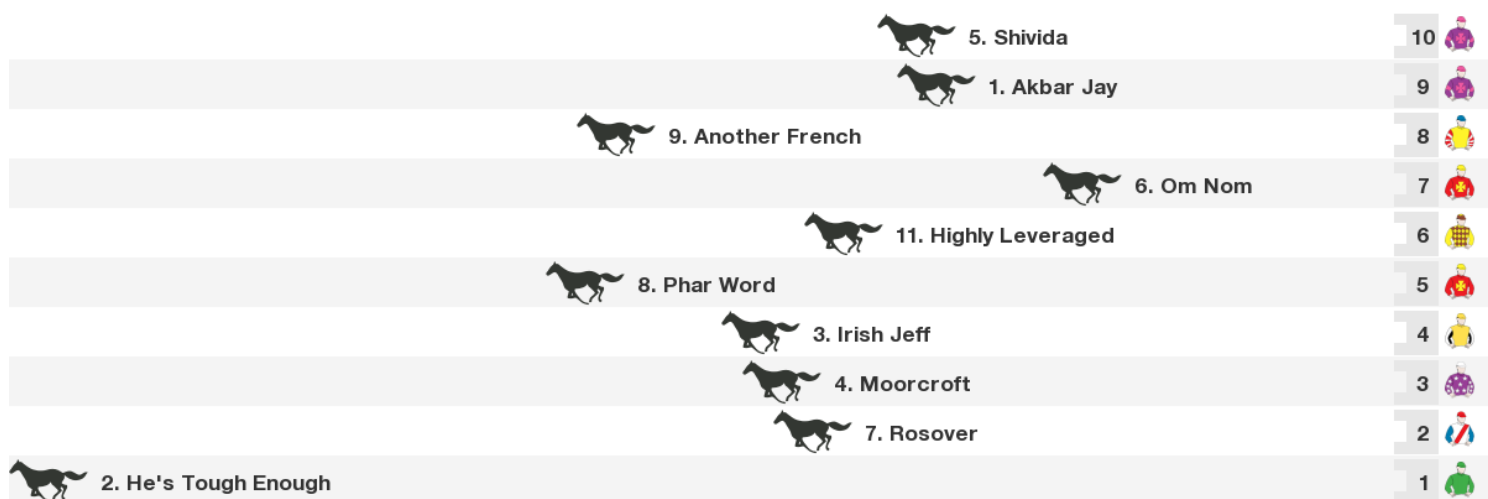 5. Shivida 10
1. Akbar Jay 9
9. Another French 8
6. Om Nom 7
11. Highly Leveraged 6
8. Phar Word 5
3. Irish Jeff 4
4. Moorcroft 3
7. Rosover 2
2. He's Tough Enough 1